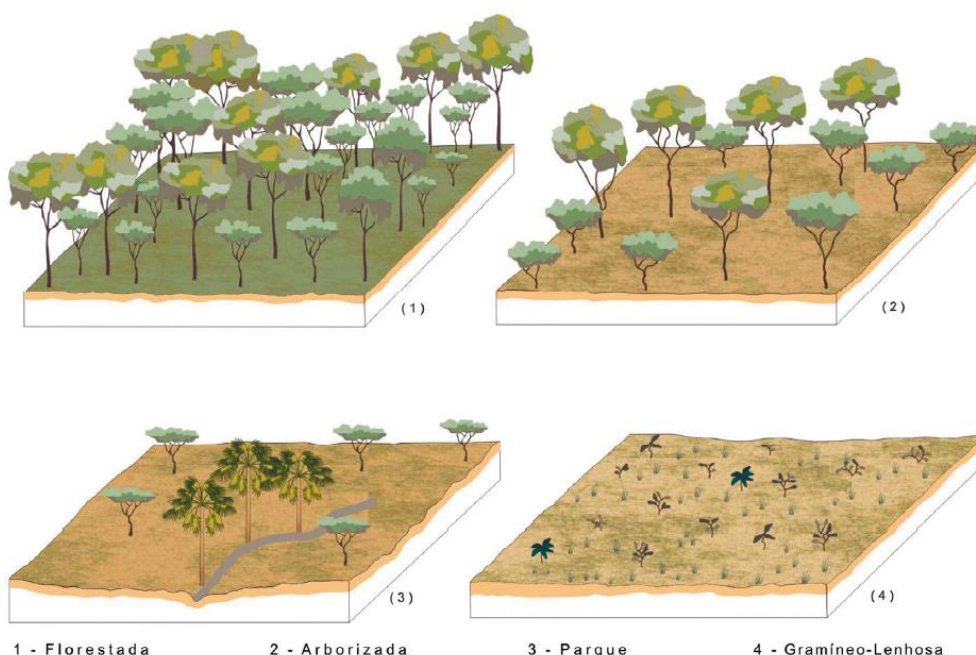 (1)
(2)
(3)
(4)
1 - Florestada 2 - Arborizada 3 - Parque 4 - Gramíneo-Lenhosa